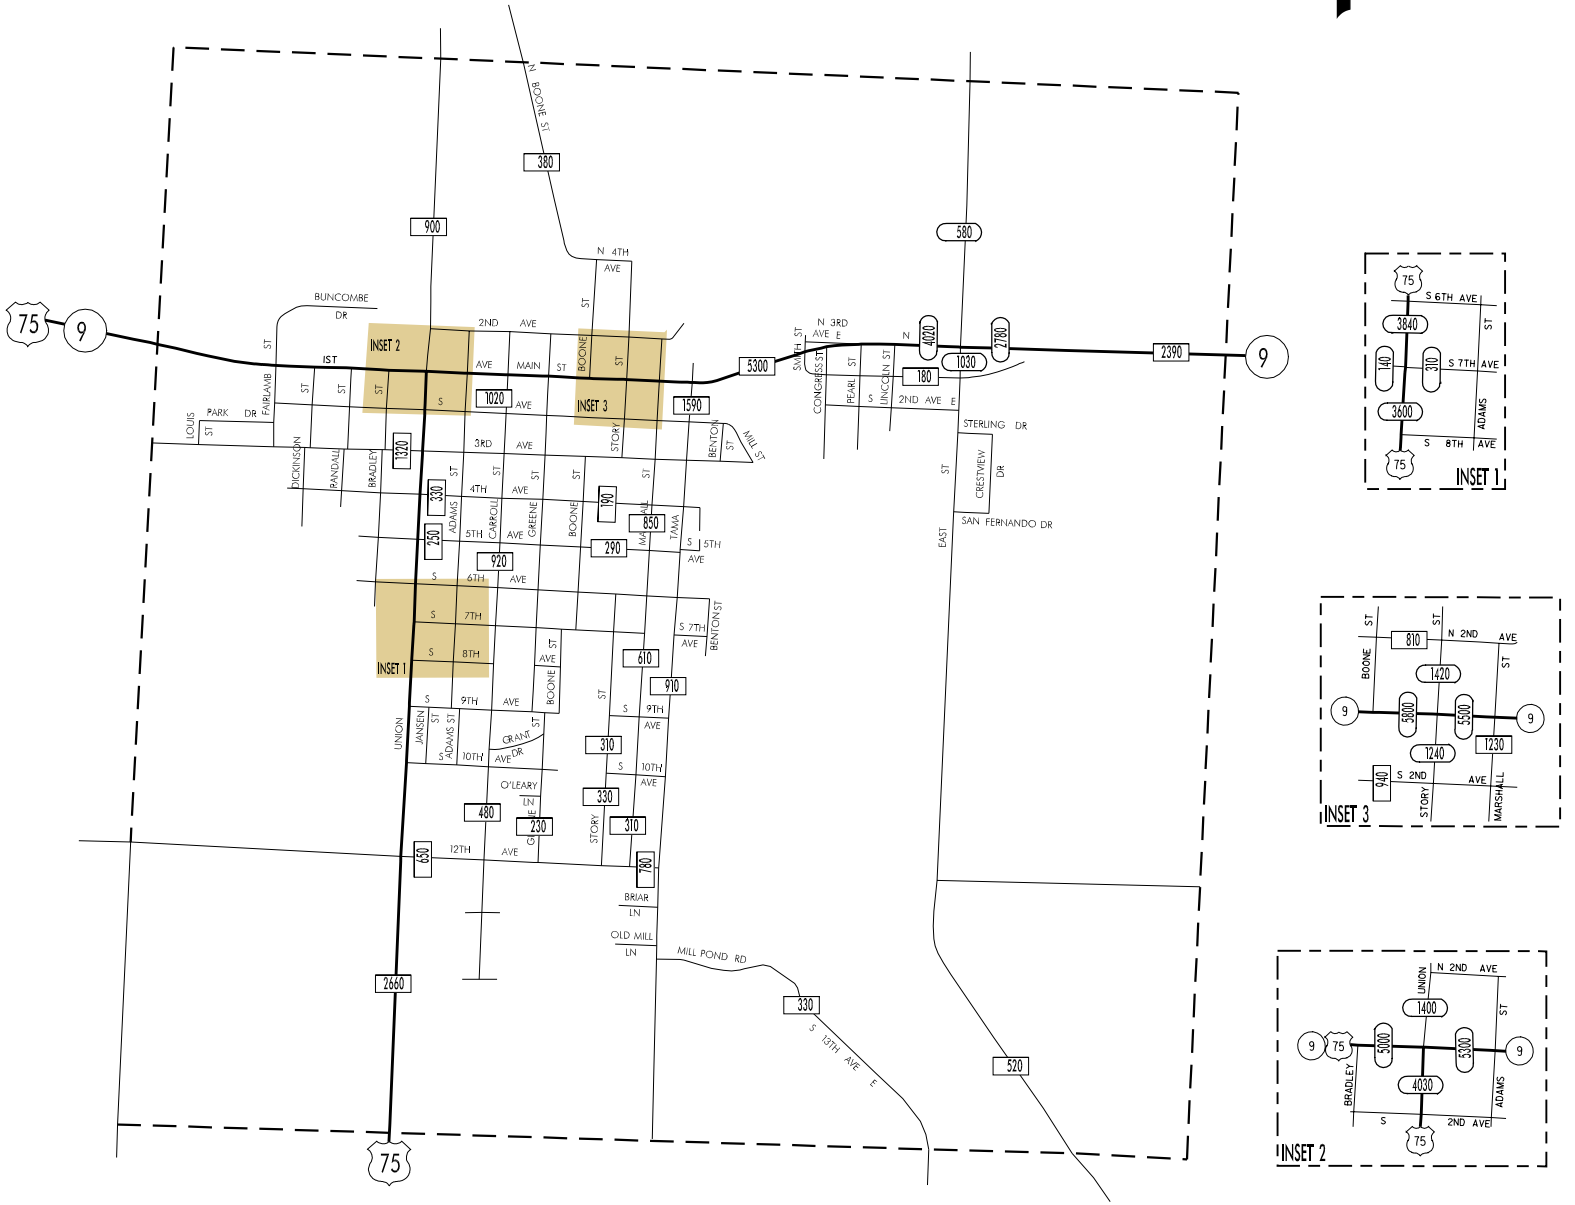 N BOONE ST
380
900
580
N 4TH
AVE
ST
BUNCOMBE
DR
75
9
2ND AVE
INSET 2
1ST
AVE MAIN ST
BOONE
ST
INSET 3
5300
N 3RD
AVE E
SMITH ST
N
4020
2780
1030
2390
9
180
CONGRESS ST
PEARL ST
LINCOLN ST
S 2ND AVE E
FAIRLAMB ST
ST
ST
ST
S
1020
AVE
1590
LOUIS
ST
PARK DR
STERLING DR
CRESTVIEW
DR
SAN FERNANDO DR
EAST ST
DICKINSON
RANDALL
BRADLEY
1320
3RD AVE
STORY
BENTON
ST
MILL ST
330
4TH AVE
190
850
ADAMS ST
CARROLL
GREENE ST
BOONE ST
ST
TAMA
250
5TH AVE
290
S 5TH
AVE
920
S 6TH AVE
S 7TH
S 7TH
AVE
BENTON ST
S 8TH
INSET 1
AVE
ST
BOONE
610
910
S 9TH AVE
S 9TH
AVE
UNION
JANSEN ST
ADAMS ST
GRANT
DR
ST
ST
310
S 10TH AVE
S 10TH
AVE
O'LEARY
LN
480
230
330
310
STORY
650
12TH AVE
780
BRIAR
LN
OLD MILL
LN
MILL POND RD
2660
330
S 13TH AVE E
520
75
75
S 6TH AVE
3840
ST
140
310
S 7TH AVE
3600
ADAMS
S 8TH AVE
75
INSET 1
ST
ST
810
N 2ND AVE
BOONE
ST
1420
9
5800
5500
9
1240
1230
940
S 2ND AVE
STORY
MARSHALL
INSET 3
UNION
N 2ND AVE
1400
ST
9
75
5000
5300
9
BRADLEY
4030
ADAMS
S 2ND AVE
75
INSET 2